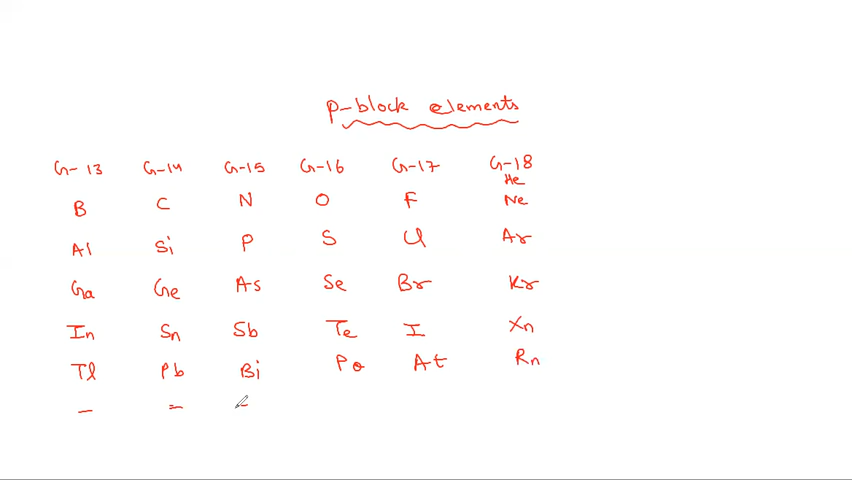 p-block elements
G-13 G-14 G-15 G-16 G-17 G-18
He
B C N O F Ne
Al Si P S Cl Ar
Ga Ge As Se Br Kr
In Sn Sb Te I Xn
Tl Pb Bi Po At Rn
– = –